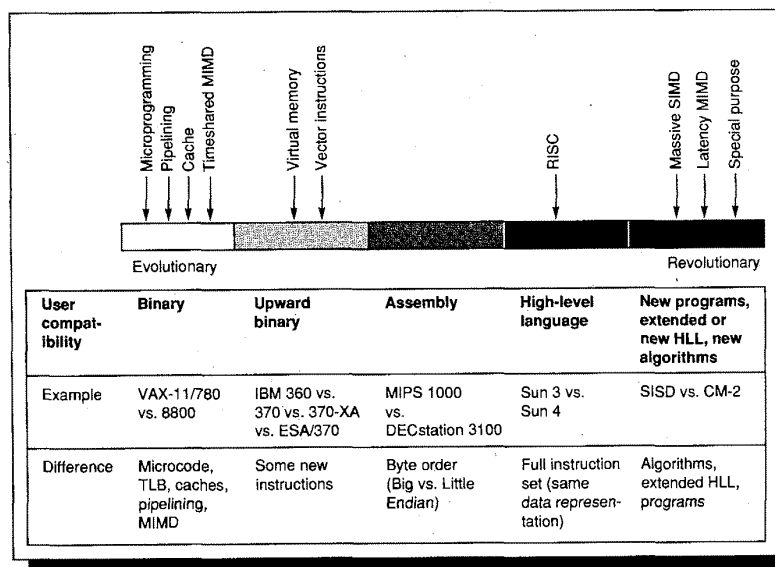 Microprogramming
Pipelining
Cache
Timeshared MIMD
Virtual memory
Vector instructions
RISC
Massive SIMD
Latency MIMD
Special purpose
Evolutionary
Revolutionary
User
compat-
ibility
Binary
Upward
binary
Assembly
High-level
language
New programs,
extended or
new HLL, new
algorithms
Example
VAX-11/780
vs. 8800
IBM 360 vs.
370 vs. 370-XA
vs. ESA/370
MIPS 1000
vs.
DECstation 3100
Sun 3 vs.
Sun 4
SISD vs. CM-2
Difference
Microcode,
TLB, caches,
pipelining,
MIMD
Some new
instructions
Byte order
(Big vs. Little
Endian)
Full instruction
set (same
data represen-
tation)
Algorithms,
extended HLL,
programs